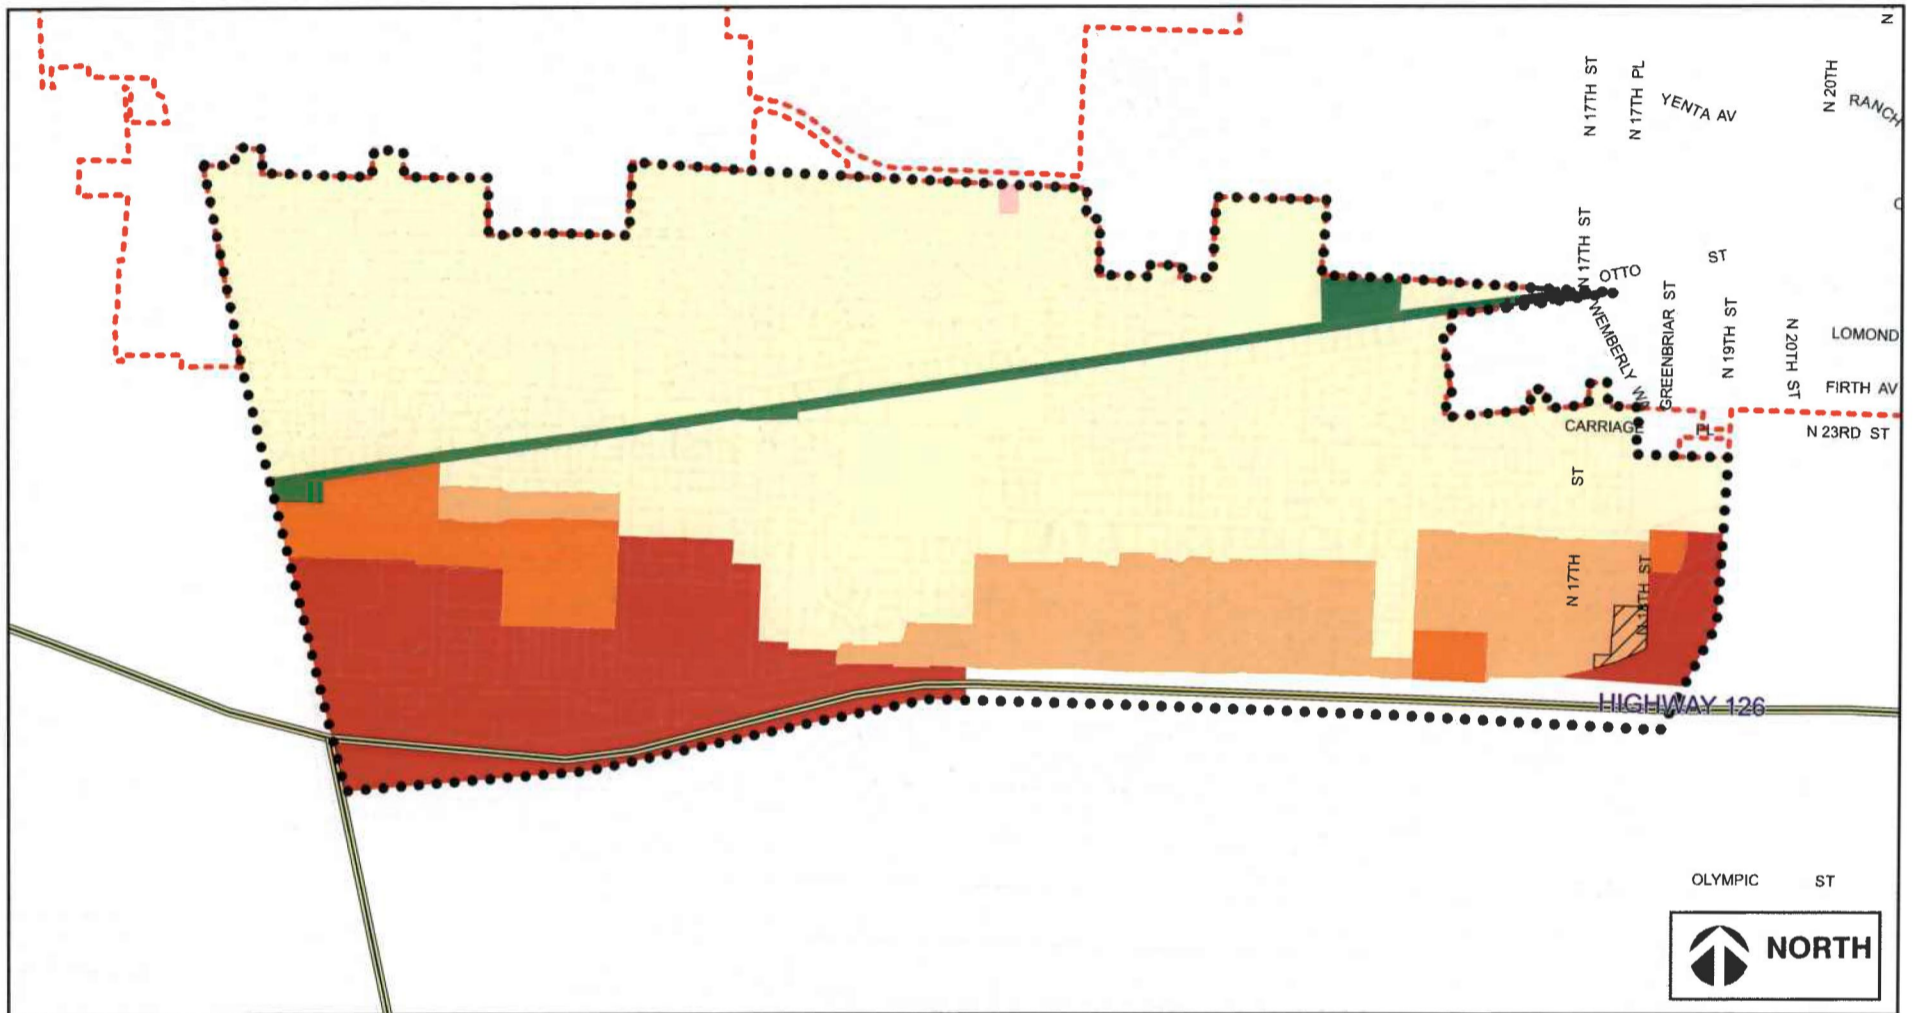 N
N 17TH ST
N 17TH PL
YENTA AV
N 20TH
RANCH
N 17TH ST
OTTO
ST
WEMBERLY
GREENBRIAR ST
N 19TH ST
N 20TH ST
LOMOND
FIRTH AV
CARRIAGE
PL
N 23RD ST
ST
N 17TH
N 18TH ST
HIGHWAY 126
OLYMPIC ST
NORTH